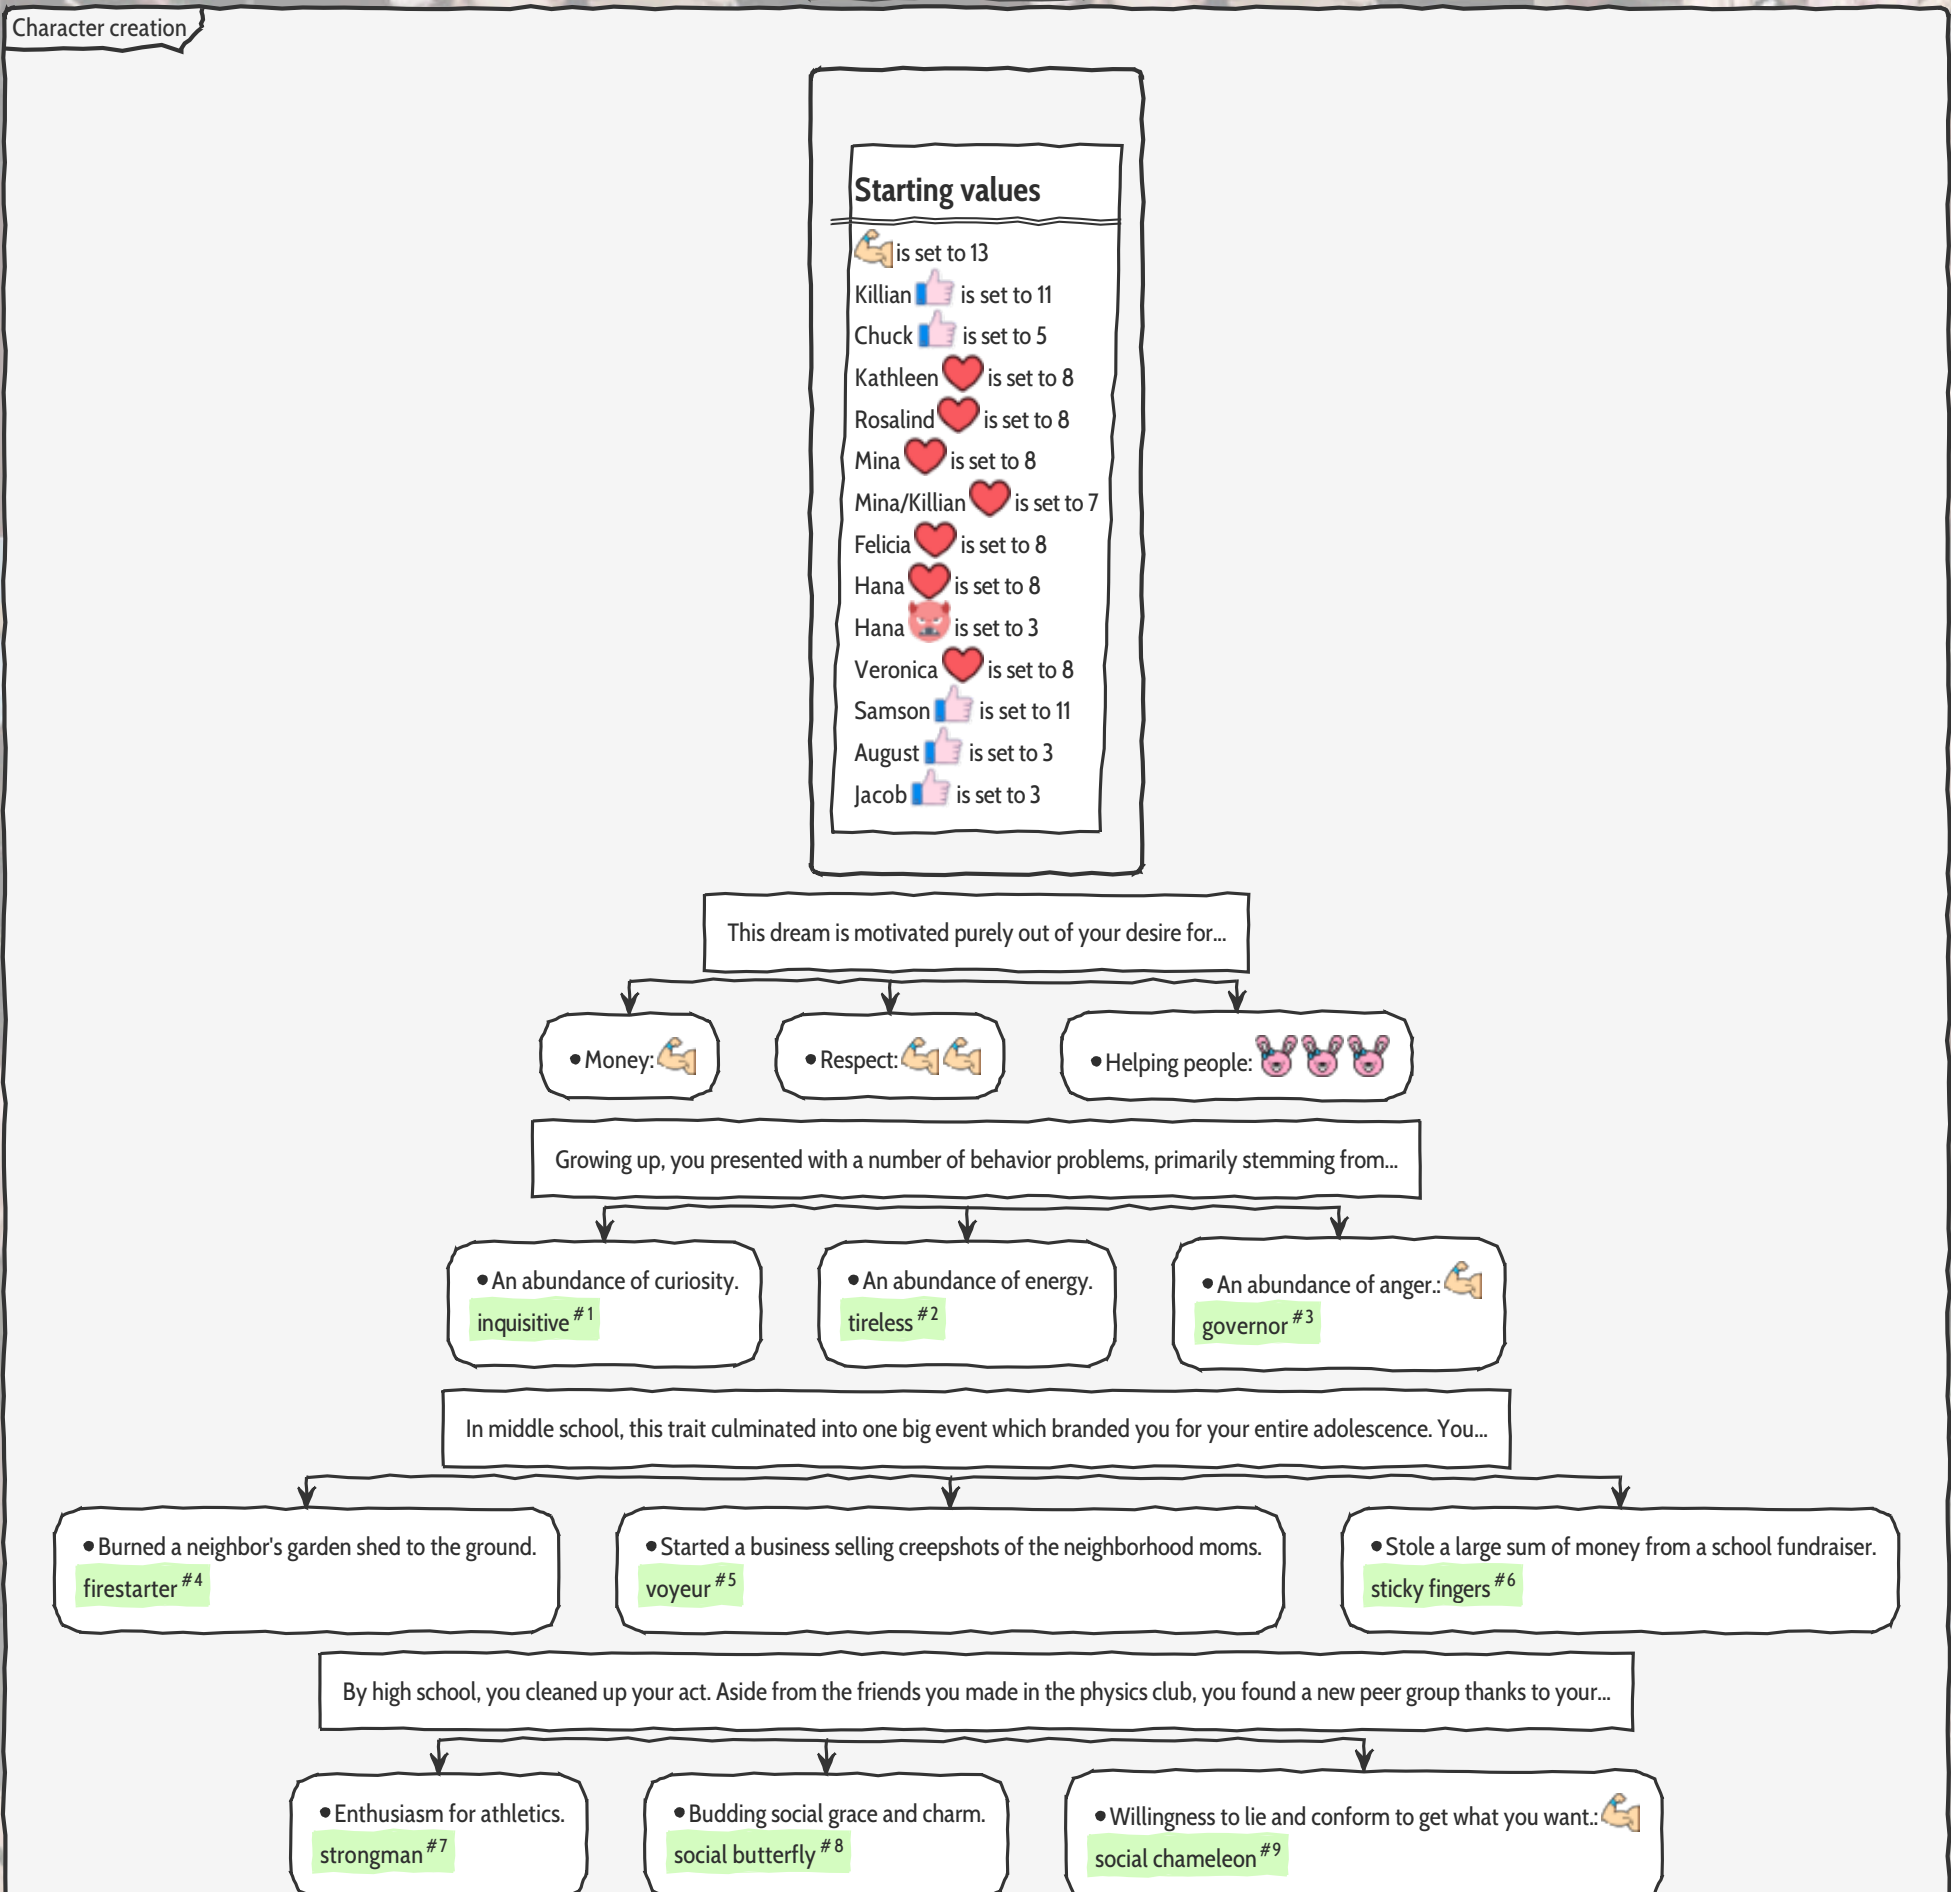 Character creation
Starting values
is set to 13
Killian is set to 11
Chuck is set to 5
Kathleen is set to 8
Rosalind is set to 8
Mina is set to 8
Mina/Killian is set to 7
Felicia is set to 8
Hana is set to 8
Hana is set to 3
Veronica is set to 8
Samson is set to 11
August is set to 3
Jacob is set to 3
This dream is motivated purely out of your desire for...
•Money:
•Respect:
•Helping people:
Growing up, you presented with a number of behavior problems, primarily stemming from...
•An abundance of curiosity.
inquisitive #1
•An abundance of energy.
tireless #2
•An abundance of anger.:
governor #3
In middle school, this trait culminated into one big event which branded you for your entire adolescence. You...
•Burned a neighbor's garden shed to the ground.
firestarter #4
•Started a business selling creepshots of the neighborhood moms.
voyeur #5
•Stole a large sum of money from a school fundraiser.
sticky fingers #6
By high school, you cleaned up your act. Aside from the friends you made in the physics club, you found a new peer group thanks to your...
•Enthusiasm for athletics.
strongman #7
•Budding social grace and charm.
social butterfly #8
•Willingness to lie and conform to get what you want.:
social chameleon #9